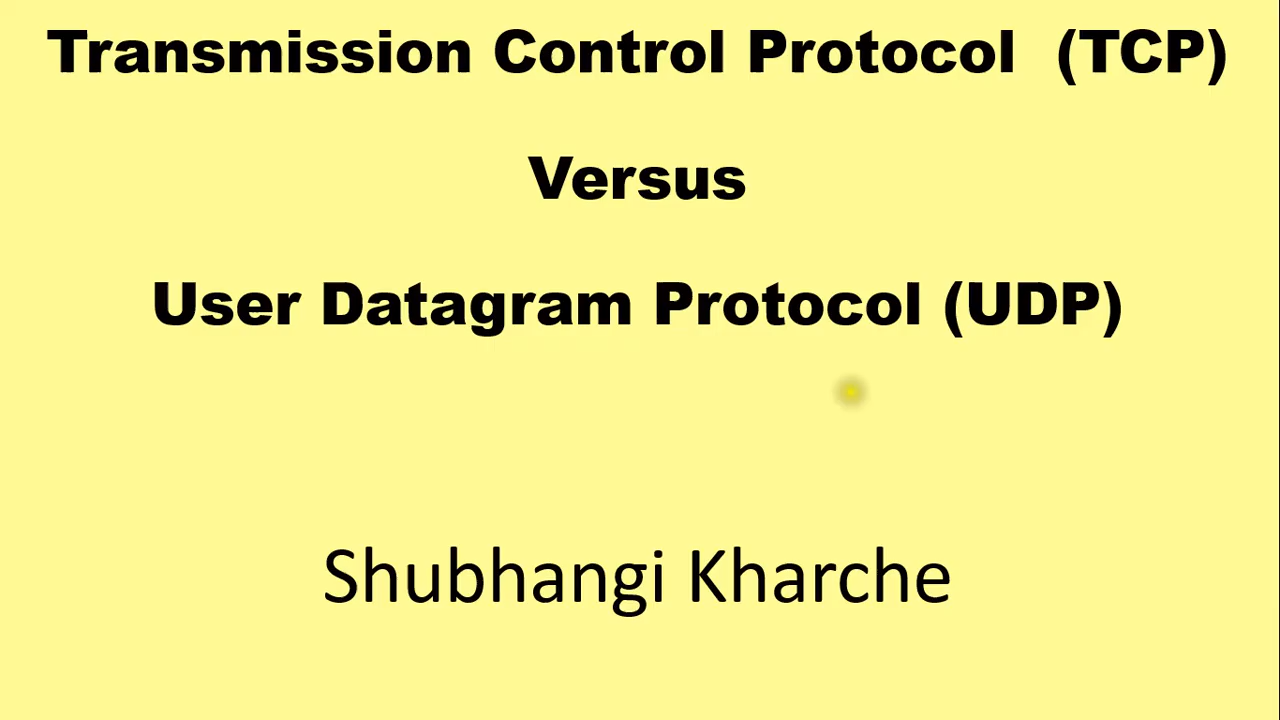 Transmission Control Protocol  (TCP)
Versus
User Datagram Protocol (UDP)
Shubhangi Kharche